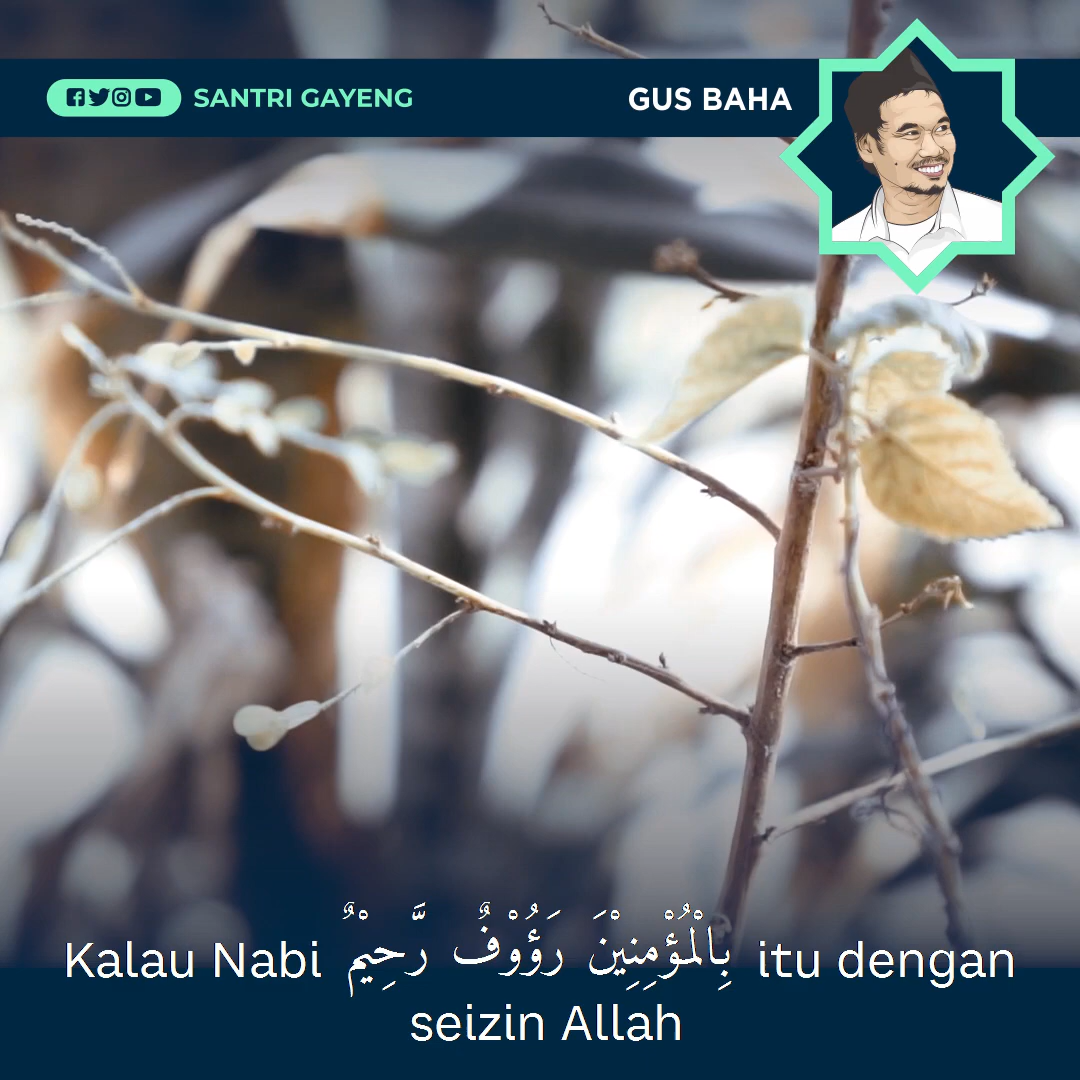 SANTRI GAYENG
GUS BAHA
Kalau Nabi بِالْمُؤْمِنِيْنَ رَؤُوْفٌ رَّحِيْمٌ itu dengan
seizin Allah